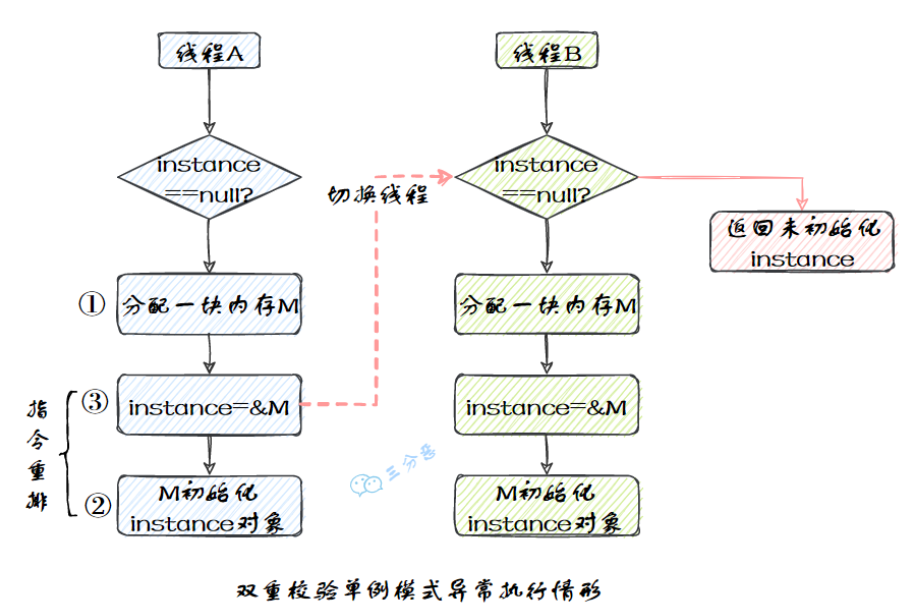 线程A
线程B
instance
==null?
切换线程
instance
==null?
返回未初始化
instance
①
分配一块内存M
分配一块内存M
指令重排
③
instance=&M
instance=&M
②
M初始化
instance对象
M初始化
instance对象
三分恶
双重校验单例模式异常执行情形